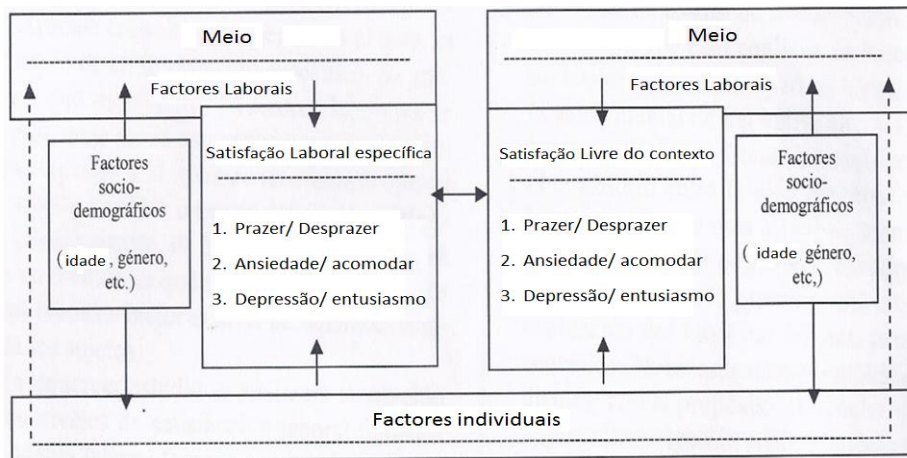 Meio
Meio
Factores Laborais
Factores Laborais
Factores
socio-
demográficos
( idade, género,
etc.)
Satisfação Laboral específica
1. Prazer/ Desprazer
2. Ansiedade/ acomodar
3. Depressão/ entusiasmo
Satisfação Livre do contexto
1. Prazer/ Desprazer
2. Ansiedade/ acomodar
3. Depressão/ entusiasmo
Factores
socio-
demográficos
( idade, género,
etc,)
Factores individuais